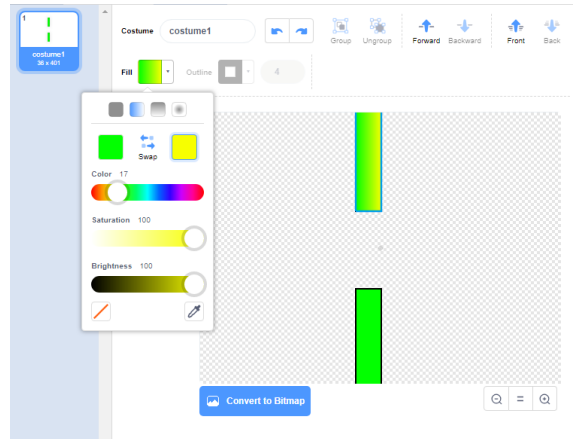 1
costume1
36 x 401
Costume costume1
Group Ungroup Forward Backward Front Back
Fill Outline 4
Swap
Color 17
Saturation 100
Brightness 100
Convert to Bitmap